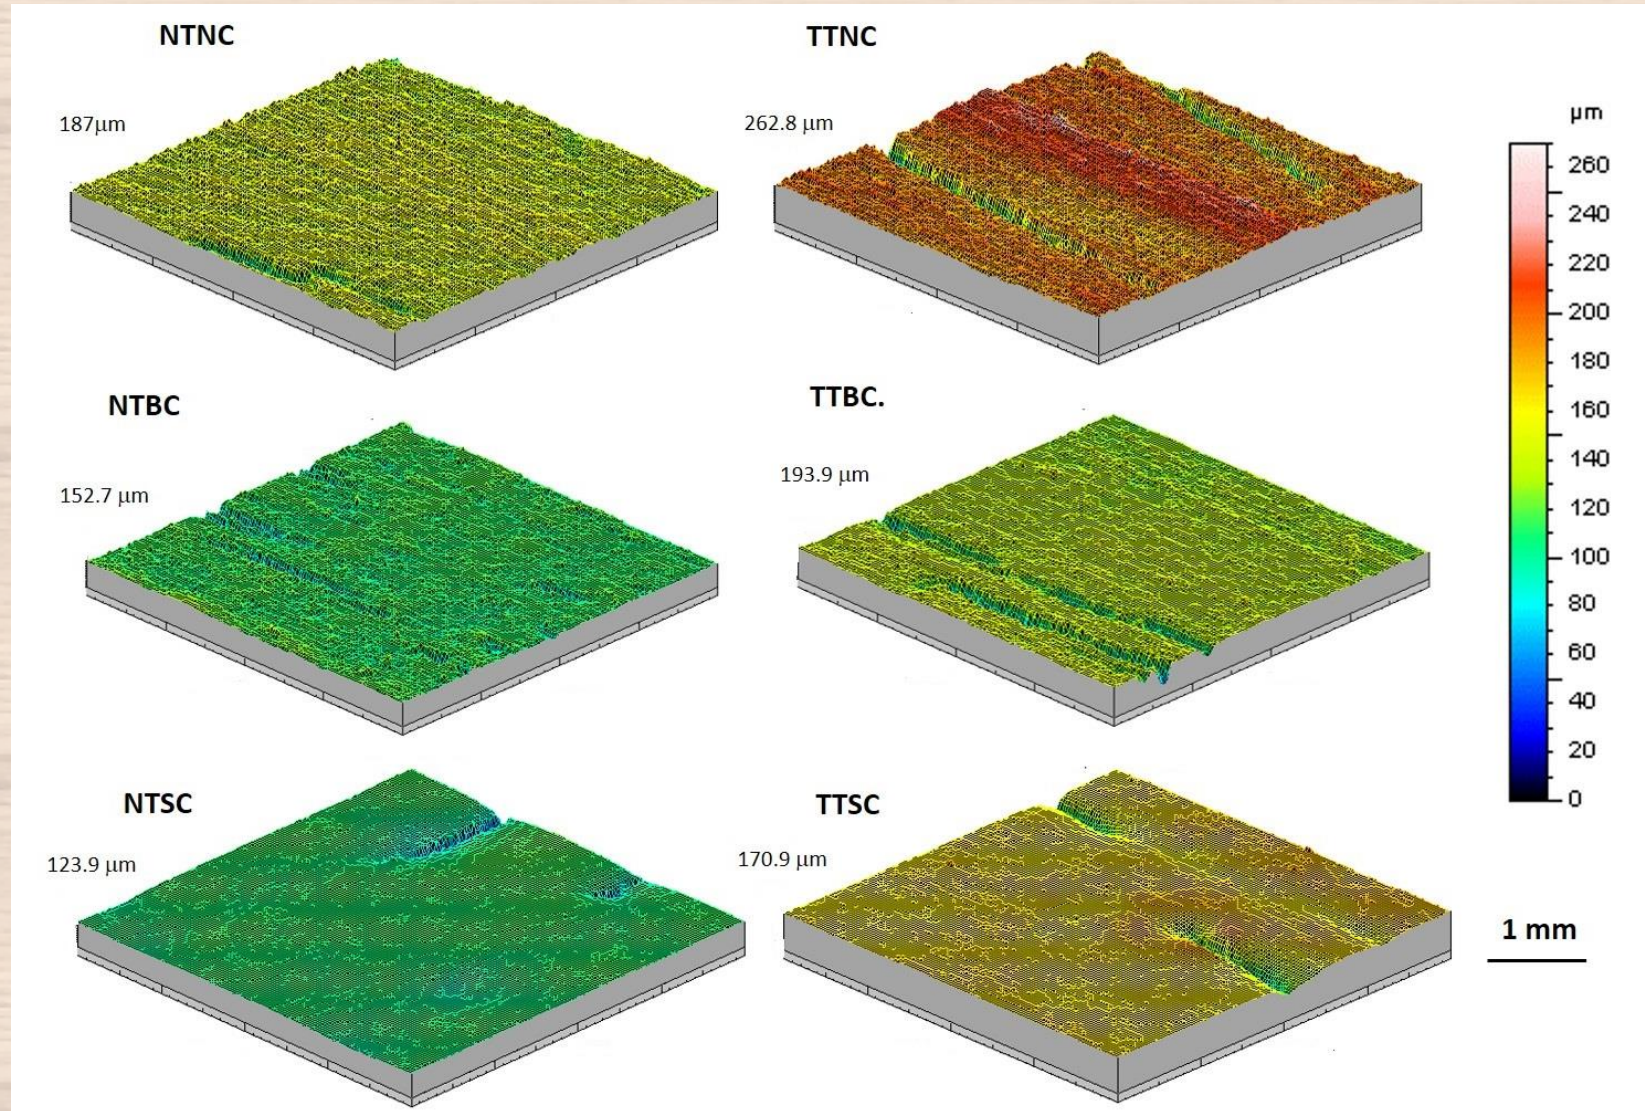 NTNC
187μm
TTNC
262.8 μm
NTBC
152.7 μm
TTBC.
193.9 μm
NTSC
123.9 μm
TTSC
170.9 μm
μm
260
240
220
200
180
160
140
120
100
80
60
40
20
0
1 mm